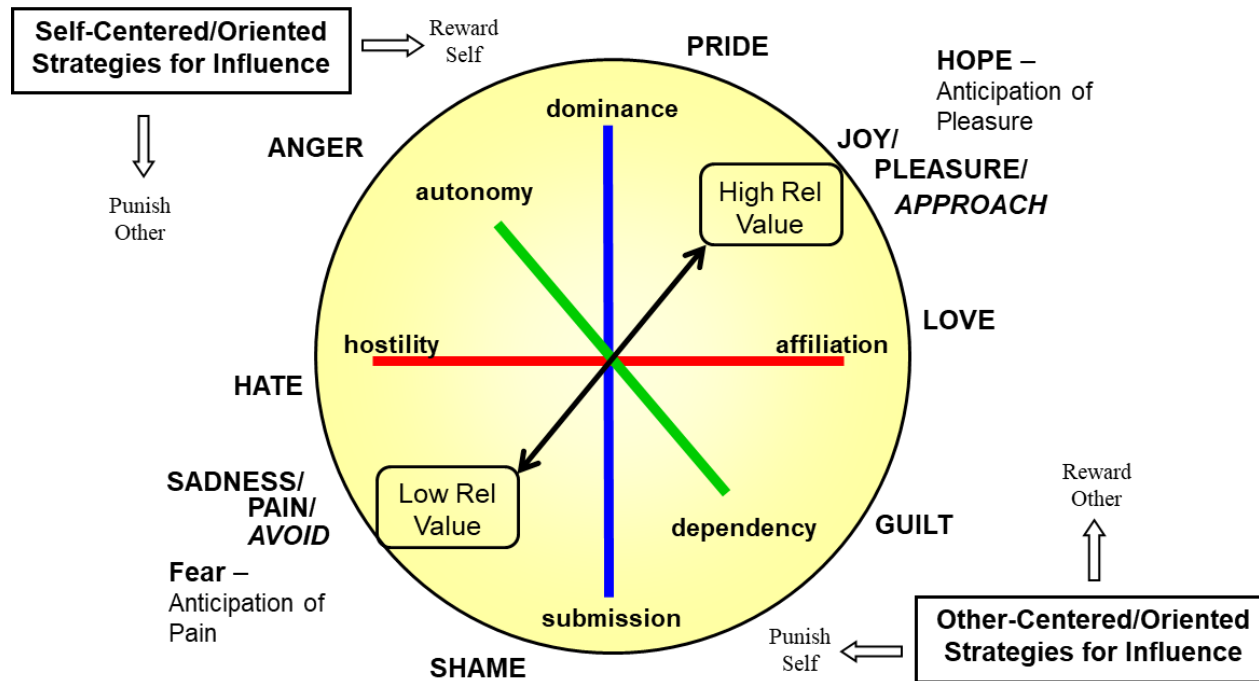 Self-Centered/Oriented
Strategies for Influence
Reward
Self
Punish
Other
PRIDE
HOPE –
Anticipation of
Pleasure
dominance
ANGER
JOY/
PLEASURE/
APPROACH
autonomy
High Rel
Value
LOVE
hostility
affiliation
HATE
SADNESS/
PAIN/
AVOID
Low Rel
Value
Fear –
Anticipation of
Pain
dependency
GUILT
submission
SHAME
Reward
Other
Punish
Self
Other-Centered/Oriented
Strategies for Influence